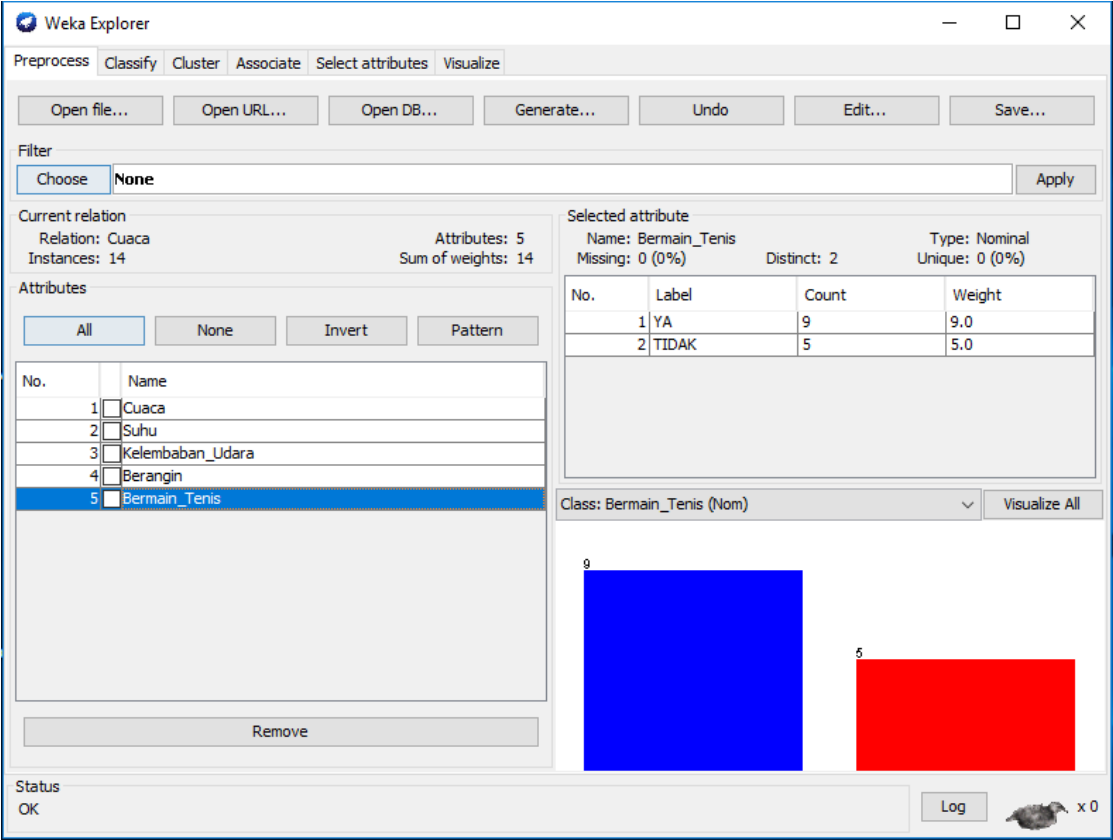 Weka Explorer
Preprocess Classify Cluster Associate Select attributes Visualize
Open file... Open URL... Open DB... Generate... Undo Edit... Save...
Filter
Choose None Apply
Current relation
Relation: Cuaca Attributes: 5
Instances: 14 Sum of weights: 14
Attributes
All None Invert Pattern
No. Name
1 Cuaca
2 Suhu
3 Kelembaban_Udara
4 Berangin
5 Bermain_Tenis
Remove
Selected attribute
Name: Bermain_Tenis Type: Nominal
Missing: 0 (0%) Distinct: 2 Unique: 0 (0%)
No. Label Count Weight
1 YA 9 9.0
2 TIDAK 5 5.0
Class: Bermain_Tenis (Nom) Visualize All
9
5
Status
OK Log x 0